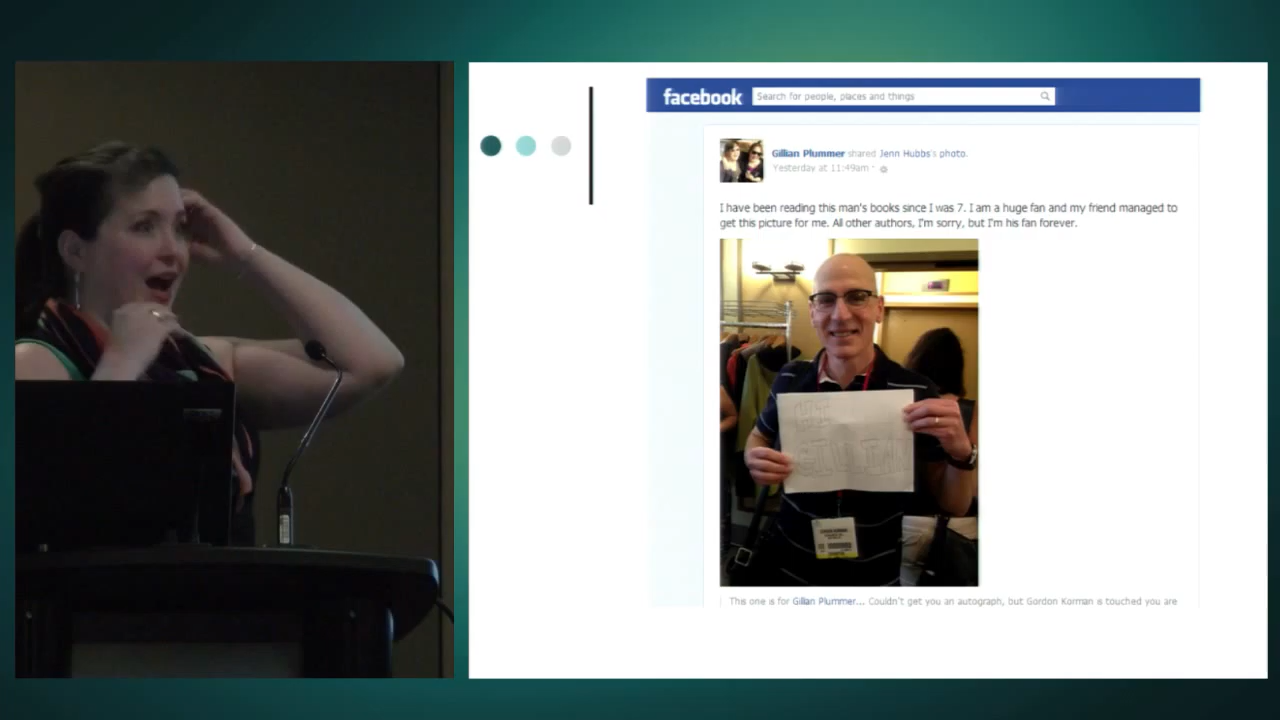 facebook
Search for people, places and things
Gillian Plummer shared Jenn Hubbs's photo.
Yesterday at 11:49am ·
I have been reading this man's books since I was 7. I am a huge fan and my friend managed to
get this picture for me. All other authors, I'm sorry, but I'm his fan forever.
This one is for Gillian Plummer... Couldn't get you an autograph, but Gordon Korman is touched you are